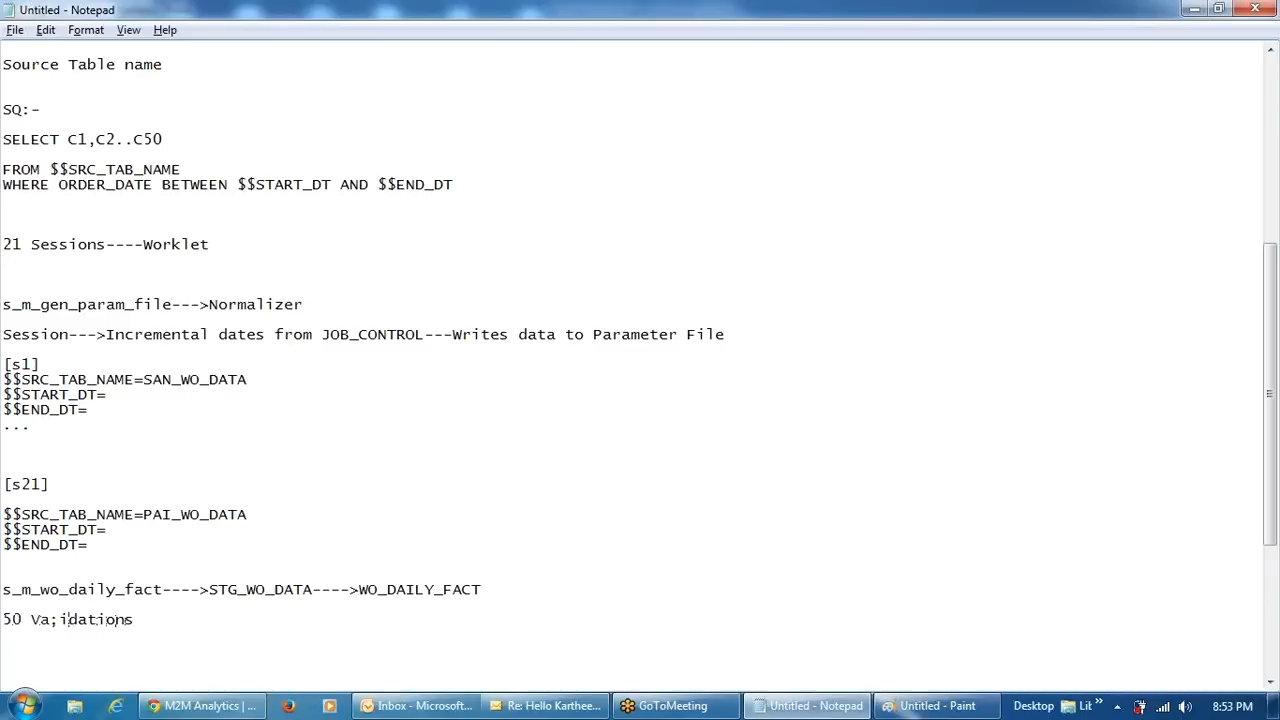 Untitled - Notepad
File Edit Format View Help
Source Table name
SQ:-
SELECT C1,C2..C50
FROM $$SRC_TAB_NAME
WHERE ORDER_DATE BETWEEN $$START_DT AND $$END_DT
21 Sessions----Worklet
s_m_gen_param_file--->Normalizer
Session--->Incremental dates from JOB_CONTROL---Writes data to Parameter File
[s1]
$$SRC_TAB_NAME=SAN_WO_DATA
$$START_DT=
$$END_DT=
...
[s21]
$$SRC_TAB_NAME=PAI_WO_DATA
$$START_DT=
$$END_DT=
s_m_wo_daily_fact---->STG_WO_DATA---->WO_DAILY_FACT
50 Va;idations
M2M Analytics | ... Inbox - Microsoft... Re: Hello Karthee... GoToMeeting Untitled - Notepad Untitled - Paint Desktop Lit » 8:53 PM